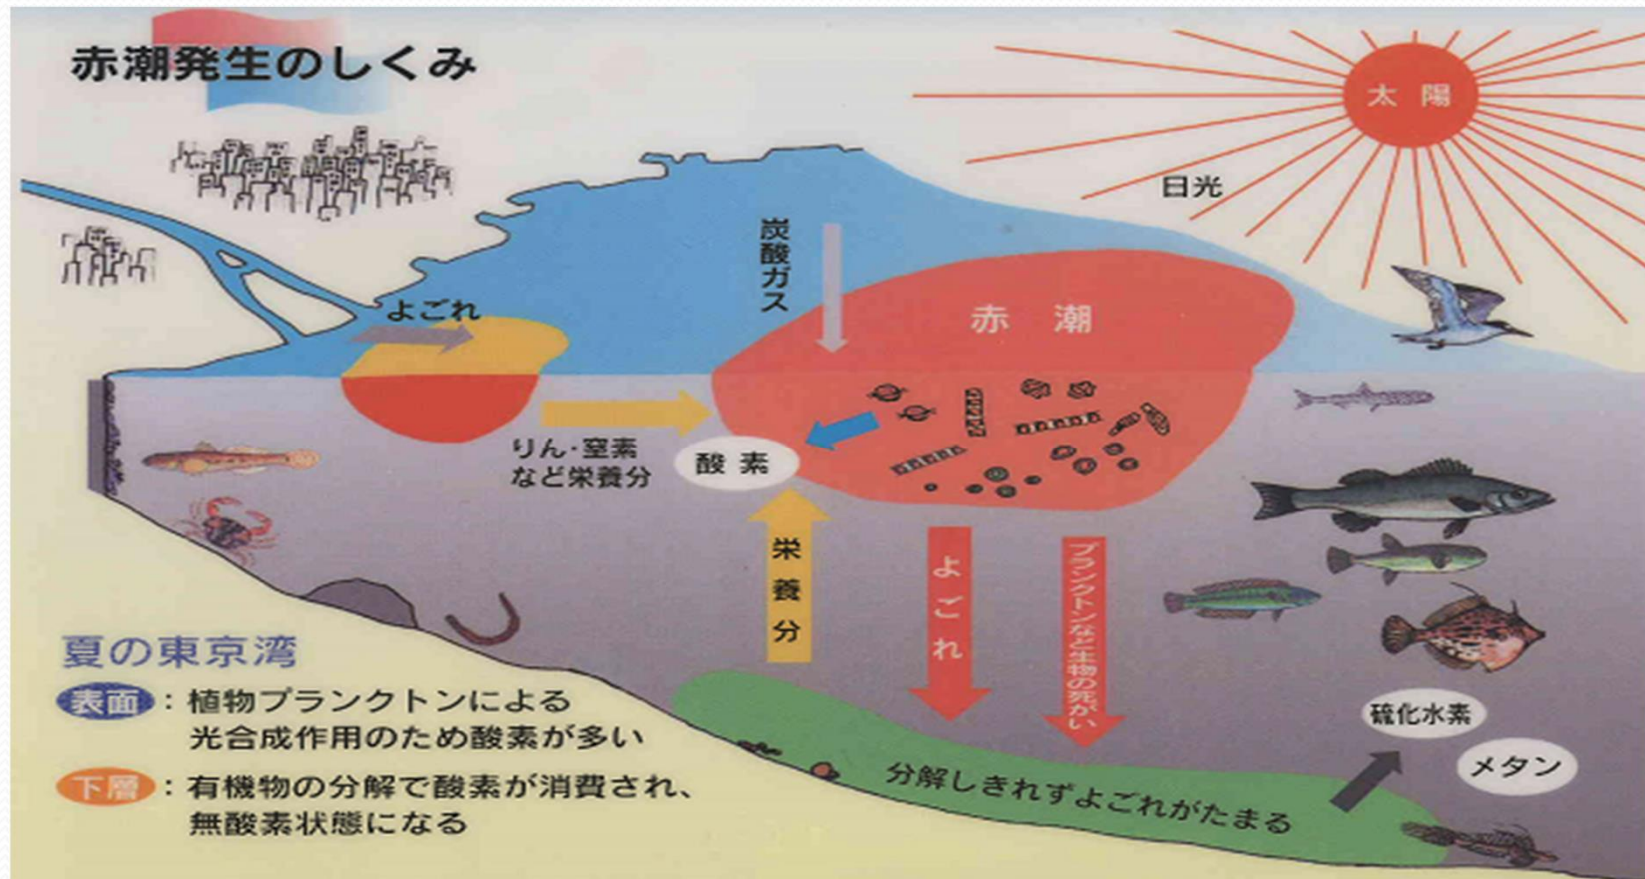 赤潮発生のしくみ
太陽
日光
炭酸ガス
よごれ
赤潮
りん・窒素
など栄養分
酸素
栄養分
よごれ
プランクトンなど生物の死がい
硫化水素
メタン
分解しきれずよごれがたまる
夏の東京湾
表面：植物プランクトンによる
光合成作用のため酸素が多い
下層：有機物の分解で酸素が消費され、
無酸素状態になる